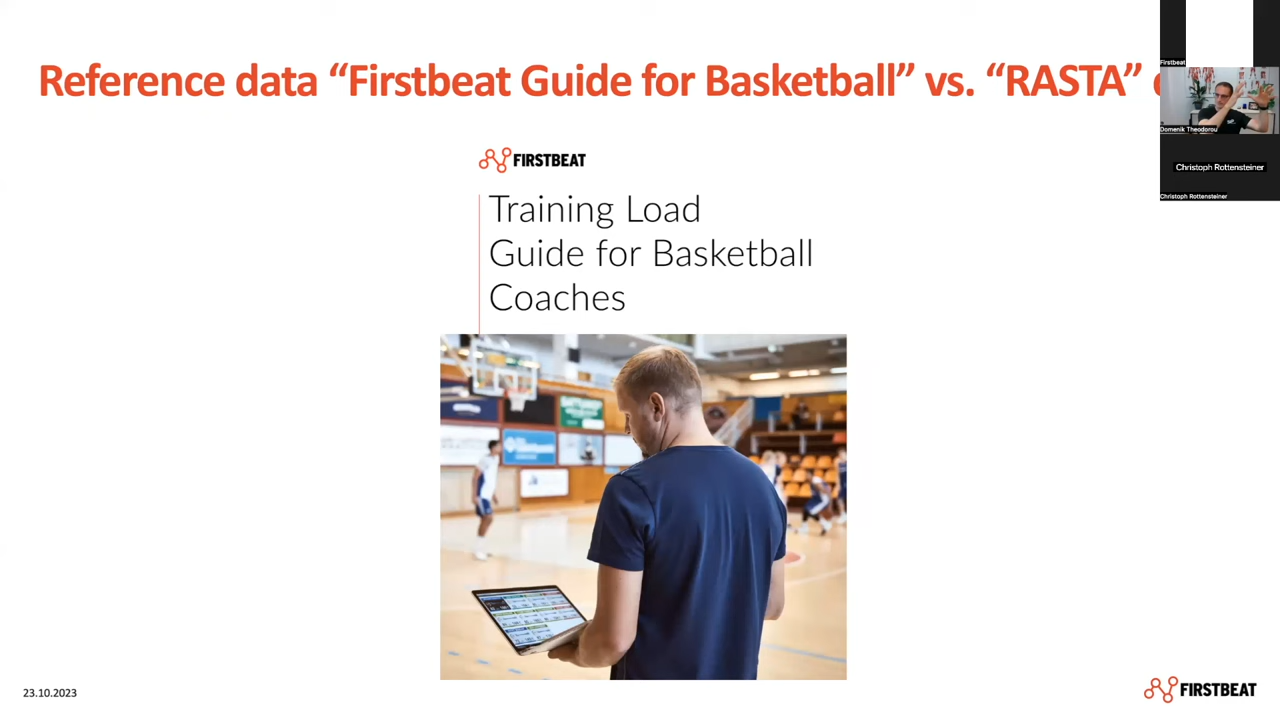 Reference data “Firstbeat Guide for Basketball” vs. “RASTA”
Firstbeat
Domenik Theodorou
Christoph Rottensteiner
Christoph Rottensteiner
FIRSTBEAT
Training Load
Guide for Basketball
Coaches
23.10.2023
FIRSTBEAT